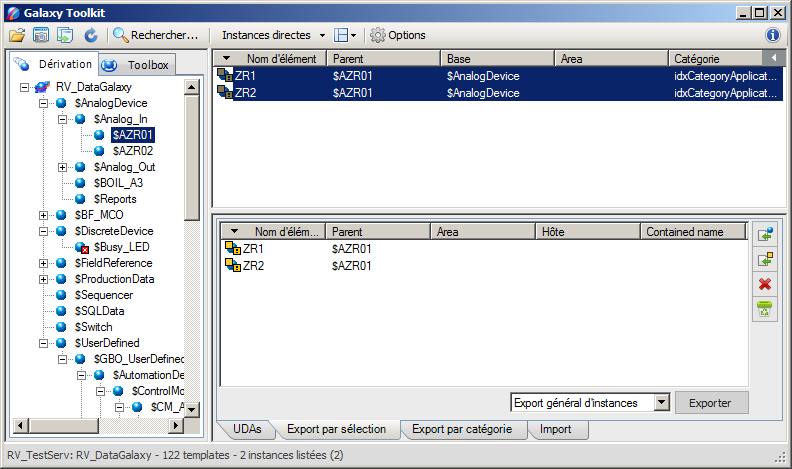 Galaxy Toolkit
Rechercher... Instances directes Options
Dérivation Toolbox
RV_DataGalaxy
$AnalogDevice
$Analog_In
$AZR01
$AZR02
$Analog_Out
$BOIL_A3
$Reports
$BF_MCO
$DiscreteDevice
$Busy_LED
$FieldReference
$ProductionData
$Sequencer
$SQLData
$Switch
$UserDefined
$GBO_UserDefined
$AutomationDe
$ControlMo
$CM_A
Nom d'élément Parent Base Area Catégorie
ZR1 $AZR01 $AnalogDevice idxCategoryApplicat...
ZR2 $AZR01 $AnalogDevice idxCategoryApplicat...
Nom d'élém... Parent Area Hôte Contained name
ZR1 $AZR01
ZR2 $AZR01
Export général d'instances Exporter
UDAs Export par sélection Export par catégorie Import
RV_TestServ: RV_DataGalaxy - 122 templates - 2 instances listées (2)